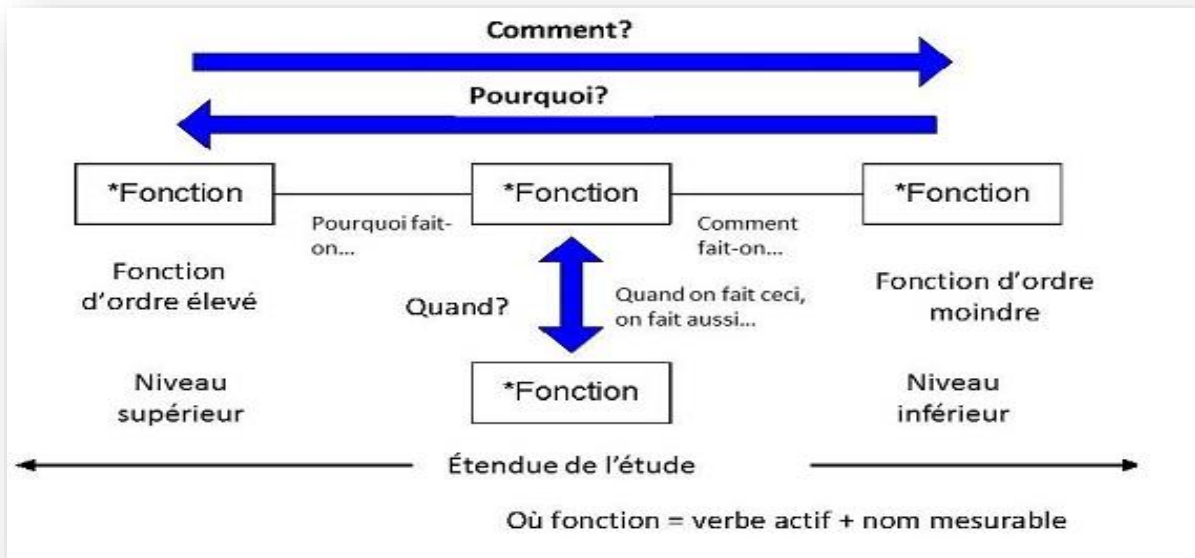 Comment?
Pourquoi?
*Fonction
*Fonction
*Fonction
Pourquoi fait-
on...
Comment
fait-on...
Fonction
d'ordre élevé
Quand?
Quand on fait ceci,
on fait aussi...
Fonction d'ordre
moindre
*Fonction
Niveau
supérieur
Niveau
inférieur
Étendue de l'étude
Où fonction = verbe actif + nom mesurable